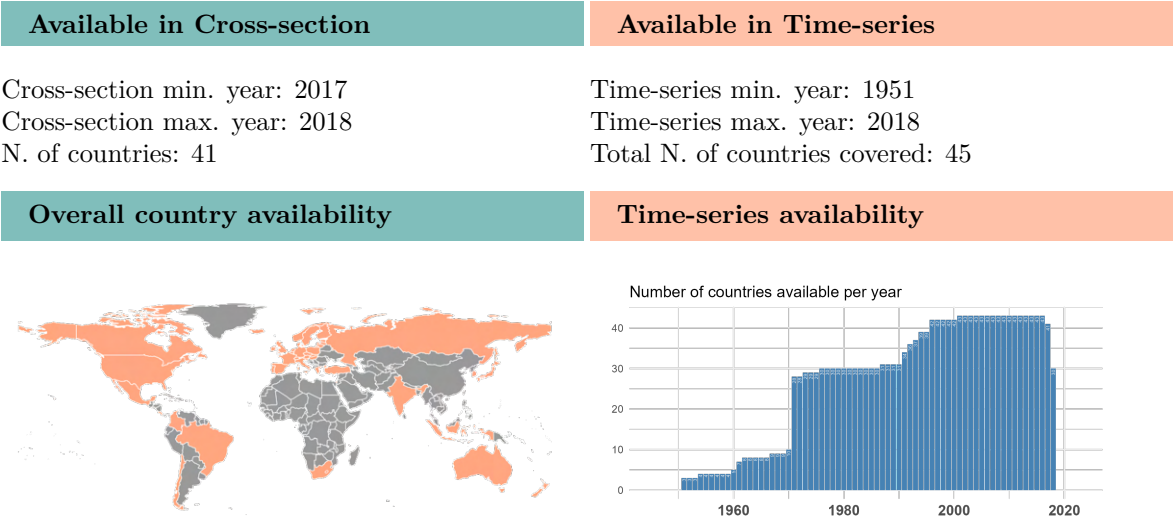 Available in Cross-section
Cross-section min. year: 2017
Cross-section max. year: 2018
N. of countries: 41
Available in Time-series
Time-series min. year: 1951
Time-series max. year: 2018
Total N. of countries covered: 45
Overall country availability
Time-series availability
Number of countries available per year
40
30
20
10
0
1960 1980 2000 2020